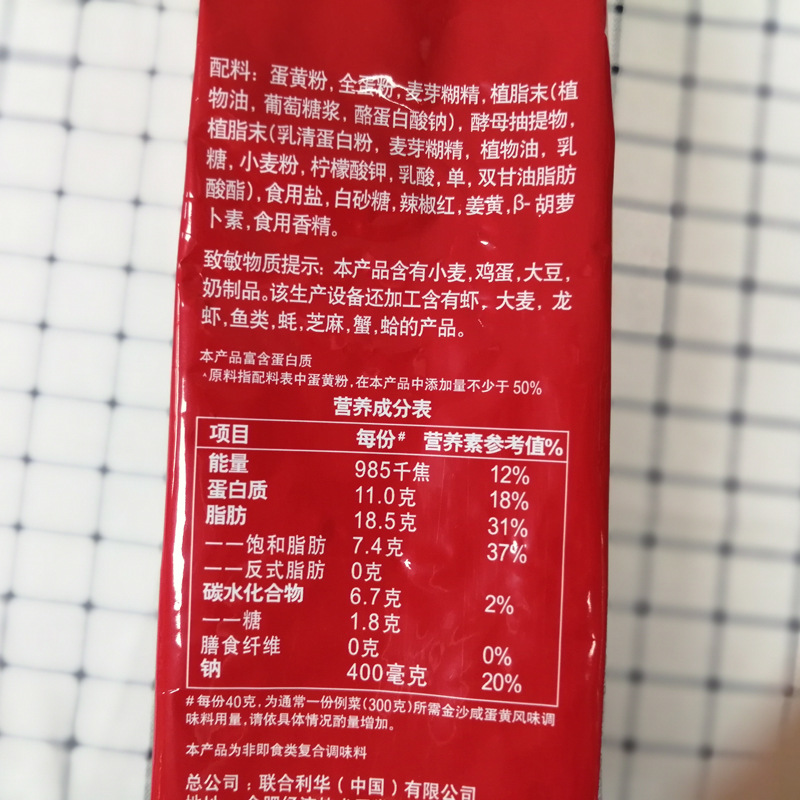 配料：蛋黄粉,全蛋粉,麦芽糊精,植脂末(植
物油,葡萄糖浆,酪蛋白酸钠),酵母抽提物,
植脂末(乳清蛋白粉,麦芽糊精,植物油,乳
糖,小麦粉,柠檬酸钾,乳酸,单,双甘油脂肪
酸酯),食用盐,白砂糖,辣椒红,姜黄,β-胡萝
卜素,食用香精。
致敏物质提示：本产品含有小麦,鸡蛋,大豆,
奶制品。该生产设备还加工含有虾,大麦,龙
虾,鱼类,蚝,芝麻,蟹,蛤的产品。
本产品富含蛋白质
^原料指配料表中蛋黄粉,在本产品中添加量不少于50%
营养成分表
项目 每份# 营养素参考值%
能量 985千焦 12%
蛋白质 11.0克 18%
脂肪 18.5克 31%
——饱和脂肪 7.4克 37%
——反式脂肪 0克
碳水化合物 6.7克 2%
——糖 1.8克
膳食纤维 0克 0%
钠 400毫克 20%
#每份40克,为通常一份例菜(300克)所需金沙咸蛋黄风味调
味料用量,请依具体情况酌量增加。
本产品为非即食类复合调味料
总公司：联合利华(中国)有限公司